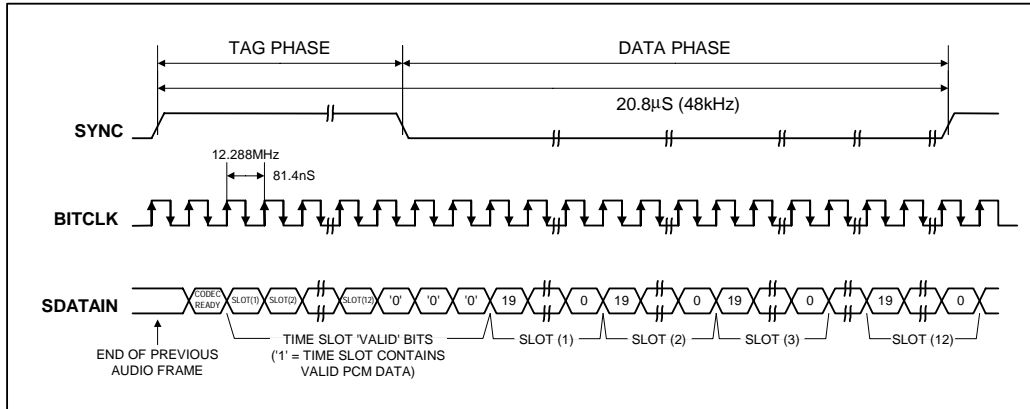 TAG PHASE
DATA PHASE
20.8µS (48kHz)
SYNC
12.288MHz
81.4nS
BITCLK
SDATAIN
CODEC
READY
SLOT(1)
SLOT(2)
SLOT(12)
'0'
'0'
'0'
19
0
19
0
19
0
19
0
END OF PREVIOUS
AUDIO FRAME
TIME SLOT 'VALID' BITS
('1' = TIME SLOT CONTAINS
VALID PCM DATA)
SLOT (1)
SLOT (2)
SLOT (3)
SLOT (12)